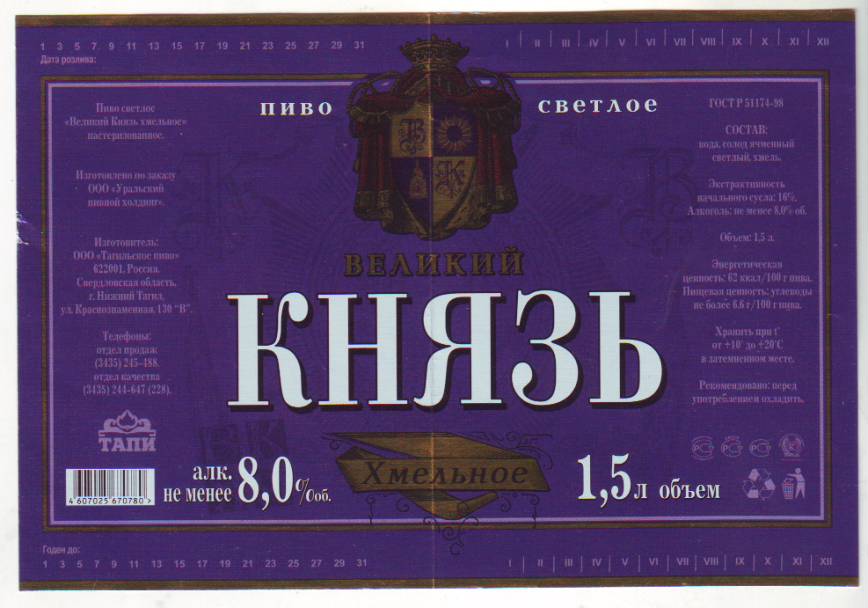 1 3 5 7 9 11 13 15 17 19 21 23 25 27 29 31
I II III IV V VI VII VIII IX X XI XII
Дата розлива:
ПИВО СВЕТЛОЕ
Пиво светлое
«Великий Князь хмельное»
пастеризованное.
Изготовлено по заказу
ООО «Уральский
пивной холдинг».
Изготовитель:
ООО «Тагильское пиво»
622001, Россия,
Свердловская область,
г. Нижний Тагил,
ул. Краснознаменная, 130 "В".
Телефоны:
отдел продаж
(3435) 245-488,
отдел качества
(3435) 244-647 (228).
ТАПИ
4 607025 670780 >
В
К
ВЕЛИКИЙ
КНЯЗЬ
Хмельное
алк.
не менее 8,0%об.
1,5л объем
ГОСТ Р 51174-98
СОСТАВ:
вода, солод ячменный
светлый, хмель.
Экстрактивность
начального сусла: 16%.
Алкоголь: не менее 8,0% об.
Объем: 1,5 л.
Энергетическая
ценность: 62 ккал/100 г пива.
Пищевая ценность: углеводы
не более 6.6 г/100 г пива.
Хранить при t°
от +10° до +20°С
в затемненном месте.
Рекомендовано: перед
употреблением охладить.
Годен до:
1 3 5 7 9 11 13 15 17 19 21 23 25 27 29 31
I II III IV V VI VII VIII IX X XI XII